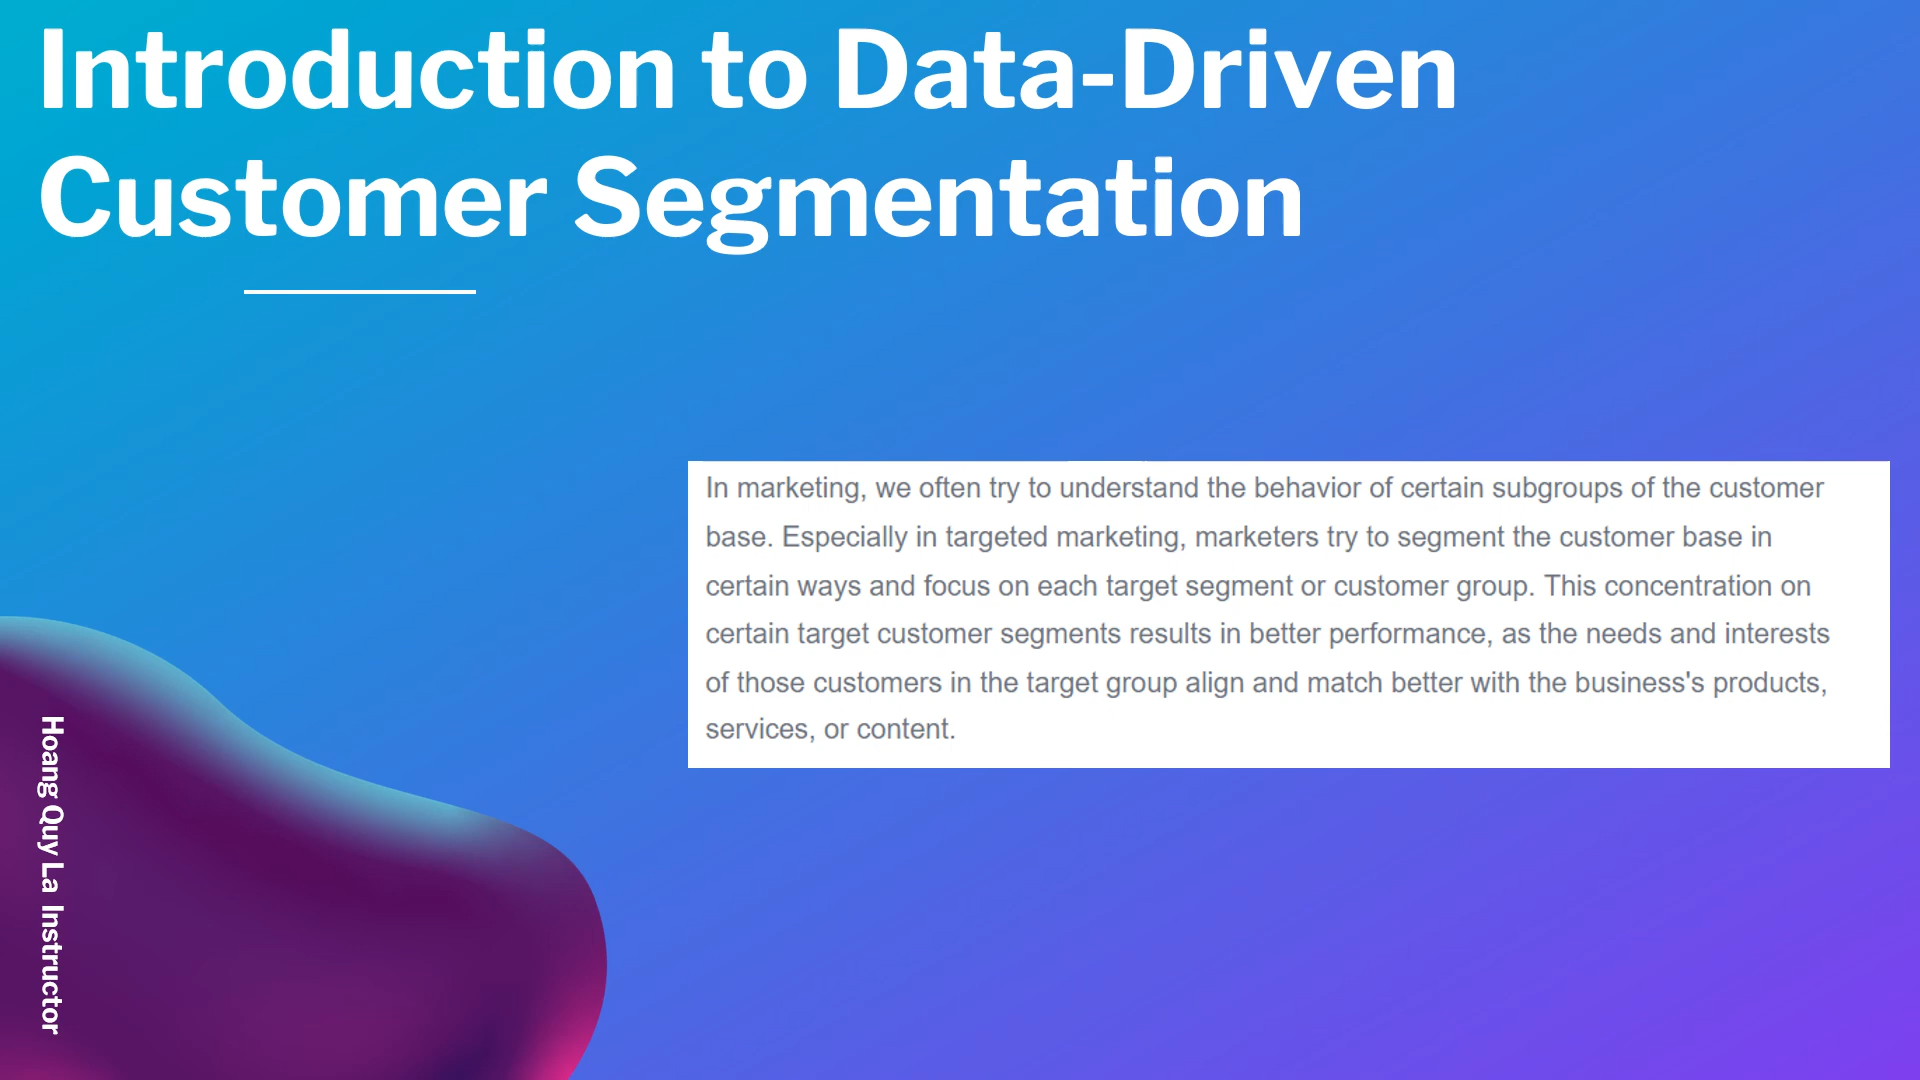 Introduction to Data-Driven
Customer Segmentation
In marketing, we often try to understand the behavior of certain subgroups of the customer
base. Especially in targeted marketing, marketers try to segment the customer base in
certain ways and focus on each target segment or customer group. This concentration on
certain target customer segments results in better performance, as the needs and interests
of those customers in the target group align and match better with the business's products,
services, or content.
Hoang Quy La Instructor